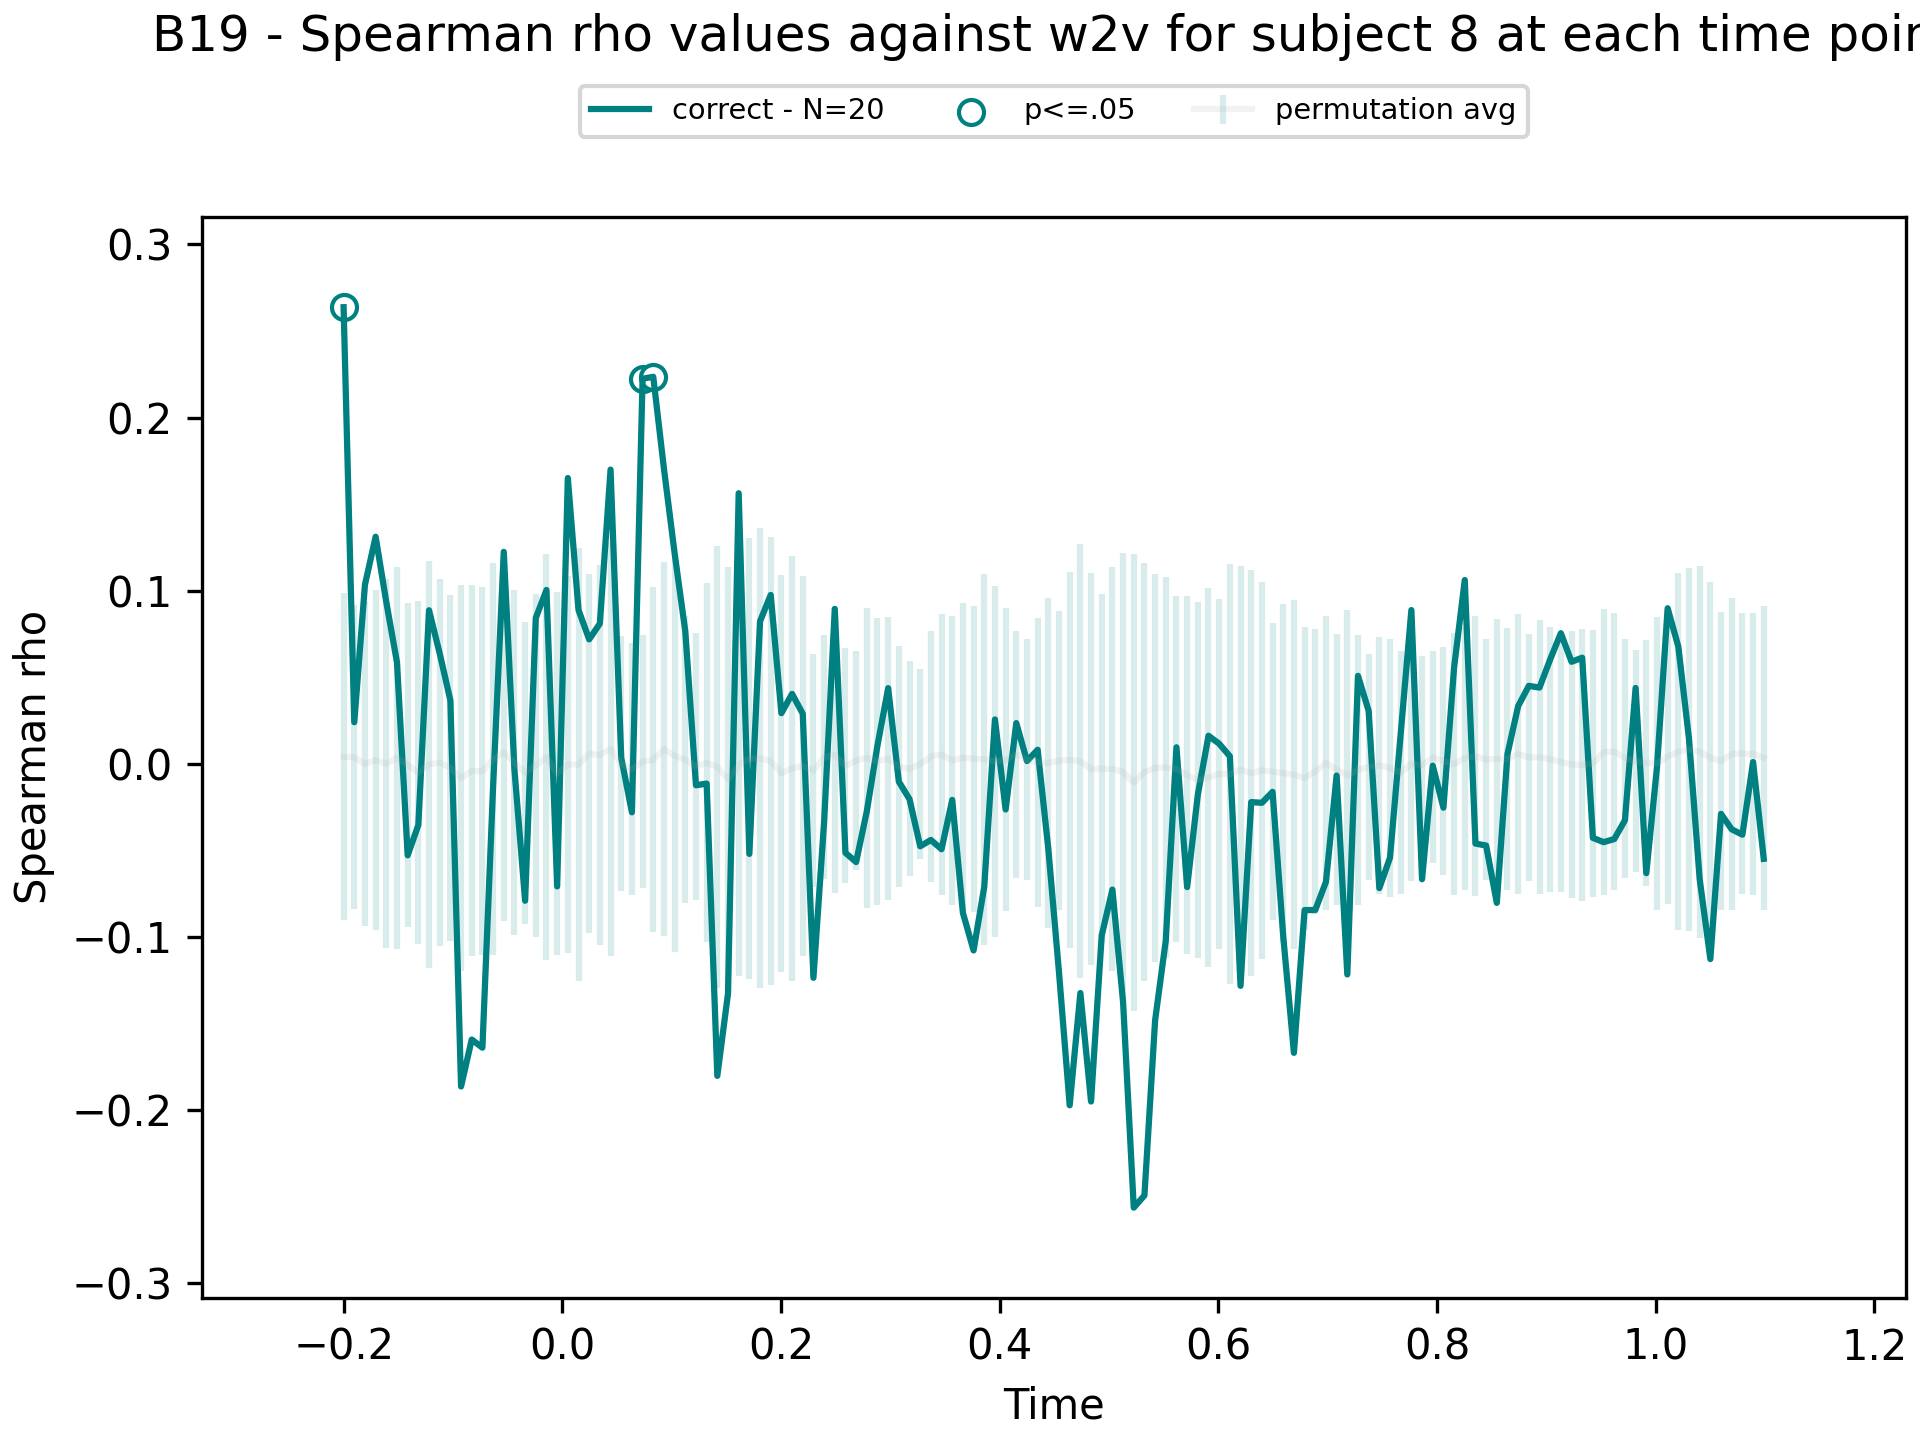 B19 - Spearman rho values against w2v for subject 8 at each time poin
correct - N=20 p<=.05 permutation avg
0.3
0.2
0.1
0.0
−0.1
−0.2
−0.3
Spearman rho
−0.2 0.0 0.2 0.4 0.6 0.8 1.0 1.2
Time